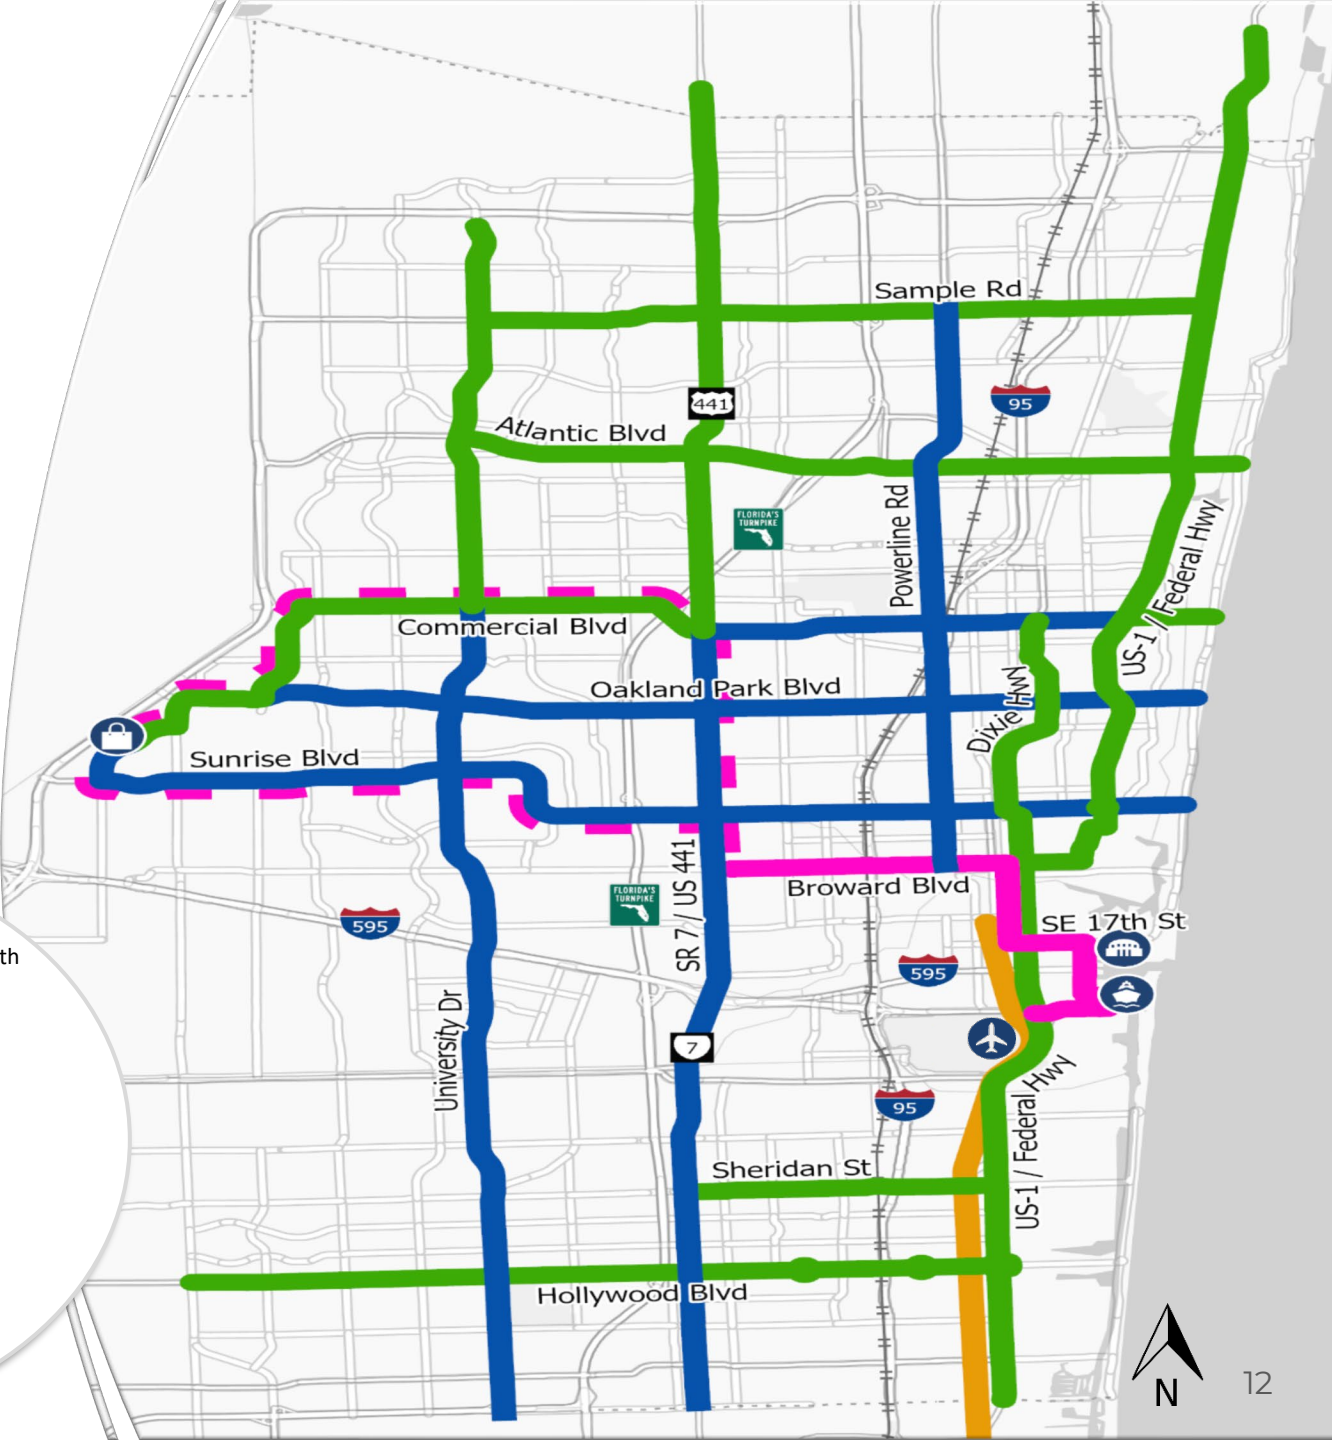 Sample Rd
441
95
Atlantic Blvd
FLORIDA'S
TURNPIKE
Powerline Rd
US-1 / Federal Hwy
Commercial Blvd
Oakland Park Blvd
Dixie Hwy
Sunrise Blvd
SR 7 / US 441
Broward Blvd
FLORIDA'S
TURNPIKE
595
SE 17th St
th
595
University Dr
7
95
US-1 / Federal Hwy
Sheridan St
Hollywood Blvd
N
12